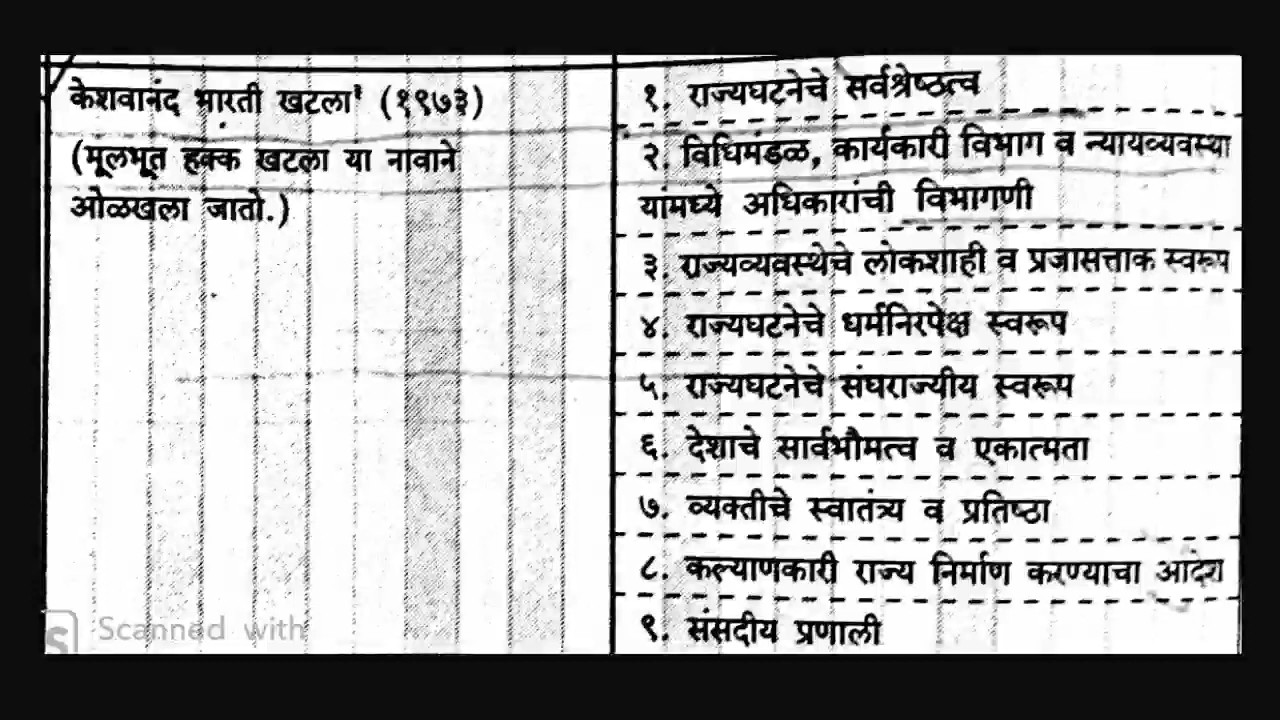 केशवानंद भारती खटला१ (१९७३)
(मूलभूत हक्क खटला या नावाने
ओळखला जातो.)
१. राज्यघटनेचे सर्वश्रेष्ठत्व
२. विधिमंडळ, कार्यकारी विभाग व न्यायव्यवस्था
यांमध्ये अधिकारांची विभागणी
३. राज्यव्यवस्थेचे लोकशाही व प्रजासत्ताक स्वरूप
४. राज्यघटनेचे धर्मनिरपेक्ष स्वरूप
५. राज्यघटनेचे संघराज्यीय स्वरूप
६. देशाचे सार्वभौमत्व व एकात्मता
७. व्यक्तीचे स्वातंत्र्य व प्रतिष्ठा
८. कल्याणकारी राज्य निर्माण करण्याचा आदेश
९. संसदीय प्रणाली
Scanned with